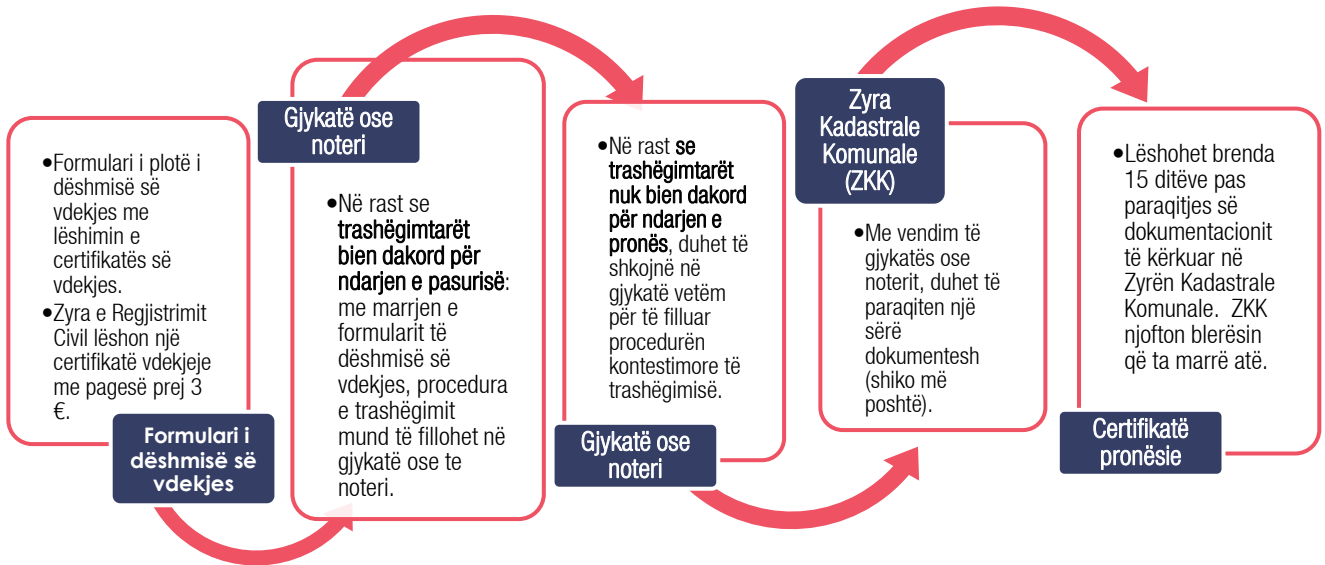 •Formulari i plotë i
dëshmisë së
vdekjes me
lëshimin e
certifikatës së
vdekjes.
•Zyra e Regjistrimit
Civil lëshon një
certifikatë vdekjeje
me pagesë prej 3
€.
Formulari i
dëshmisë së
vdekjes
Gjykatë ose
noteri
•Në rast se
trashëgimtarët
bien dakord për
ndarjen e pasurisë:
me marrjen e
formularit të
dëshmisë së
vdekjes, procedura
e trashëgimit
mund të fillohet në
gjykatë ose te
noteri.
•Në rast se
trashëgimtarët
nuk bien dakord
për ndarjen e
pronës, duhet të
shkojnë në
gjykatë vetëm
për të filluar
procedurën
kontestimore të
trashëgimisë.
Gjykatë ose
noteri
Zyra
Kadastrale
Komunale
(ZKK)
•Me vendim të
gjykatës ose
noterit, duhet të
paraqiten një
sërë
dokumentesh
(shiko më
poshtë).
•Lëshohet brenda
15 ditëve pas
paraqitjes së
dokumentacionit
të kërkuar në
Zyrën Kadastrale
Komunale. ZKK
njofton blerësin
që ta marrë atë.
Certifikatë
pronësie